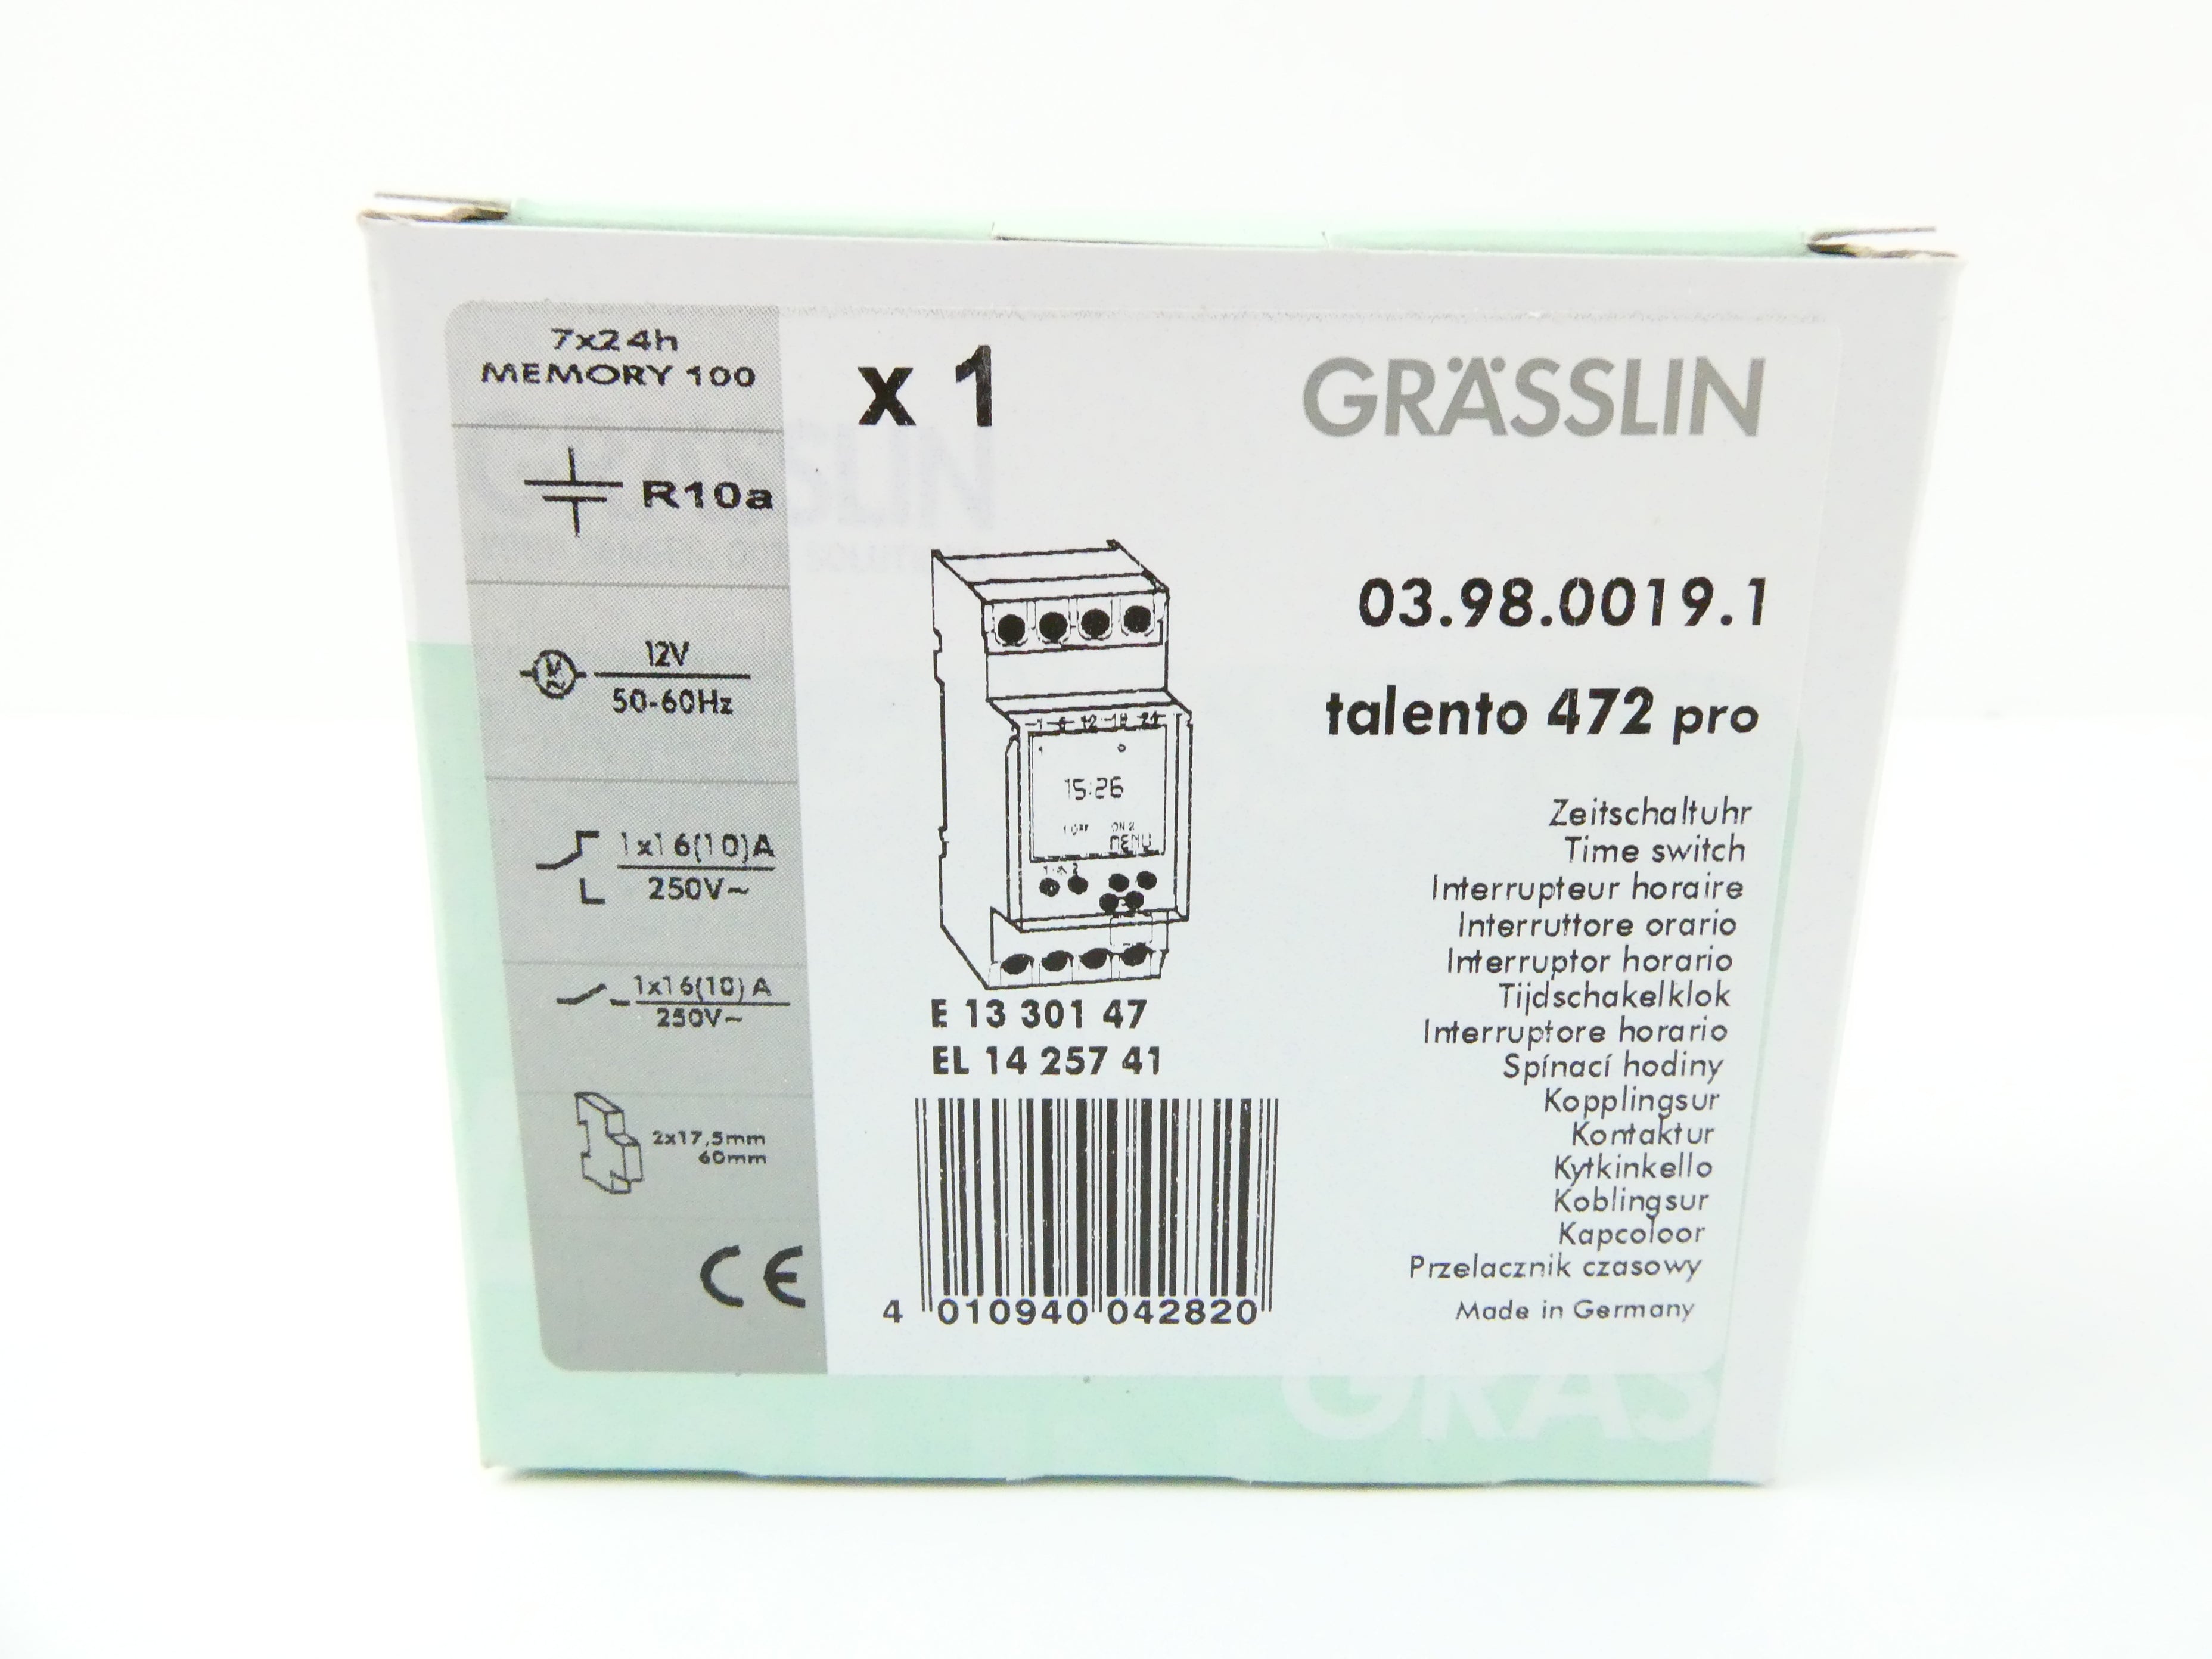 7x24h
MEMORY 100
R10a
12V
50-60Hz
1x16(10)A
250V~
1x16(10)A
250V~
2x17,5mm
60mm
CE
x 1
GRÄSSLIN
03.98.0019.1
talento 472 pro
15:26
MENU
E 13 301 47
EL 14 257 41
4 010940 042820
Zeitschaltuhr
Time switch
Interrupteur horaire
Interruttore orario
Interruptor horario
Tijdschakelklok
Interruptore horario
Spínací hodiny
Kopplingsur
Kontaktur
Kytkinkello
Koblingsur
Kapcoloor
Przelacznik czasowy
Made in Germany
GRÄS